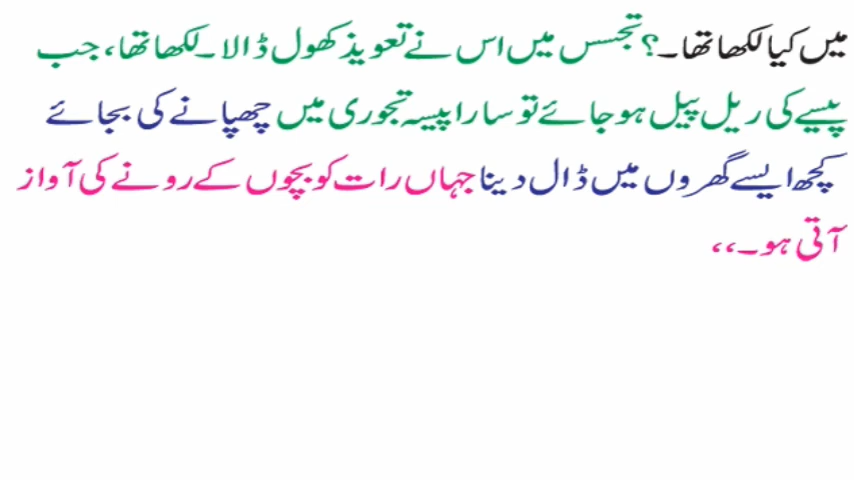 میں کیا لکھا تھا۔؟ تجسس میں اس نے تعویذ کھول ڈالا۔ لکھا تھا، جب
پیسے کی ریل پیل ہو جائے تو سارا پیسہ تجوری میں چھپانے کی بجائے
کچھ ایسے گھروں میں ڈال دینا جہاں رات کو بچوں کے رونے کی آواز
آتی ہو۔،،